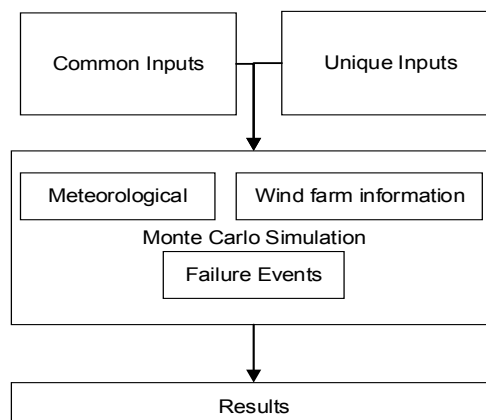 Common Inputs
Unique Inputs
Meteorological
Wind farm information
Monte Carlo Simulation
Failure Events
Results